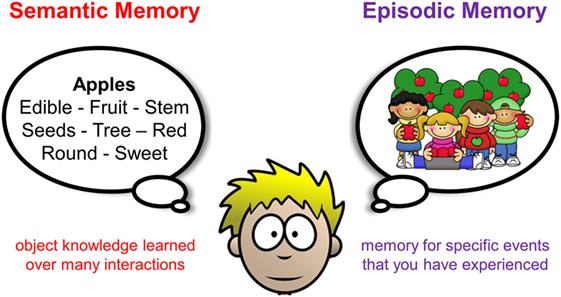 Semantic Memory
Episodic Memory
Apples
Edible - Fruit - Stem
Seeds - Tree – Red
Round - Sweet
object knowledge learned
over many interactions
memory for specific events
that you have experienced